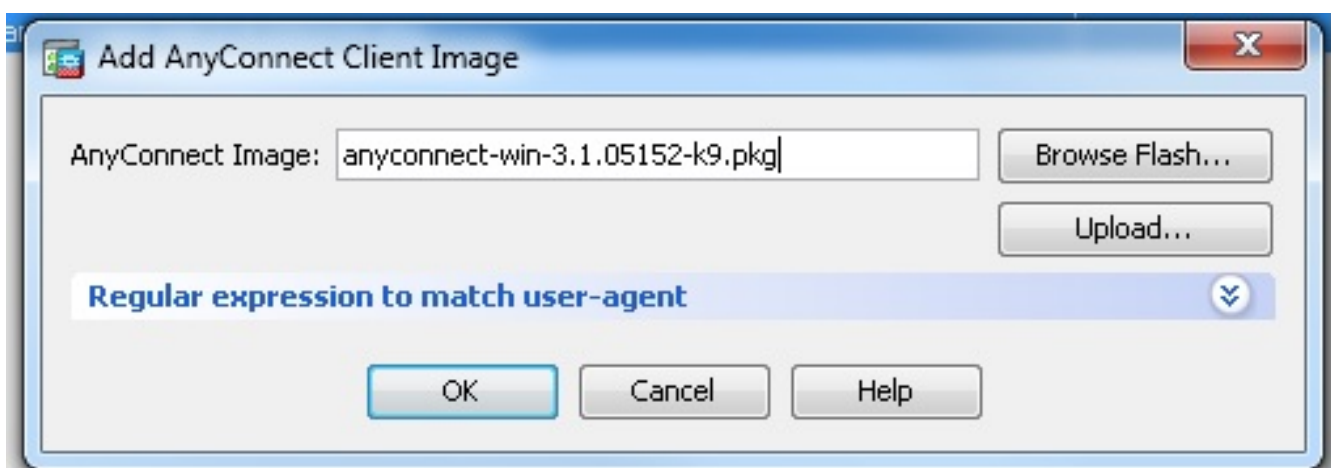 Add AnyConnect Client Image
AnyConnect Image: anyconnect-win-3.1.05152-k9.pkg Browse Flash...
Upload...
Regular expression to match user-agent
OK Cancel Help